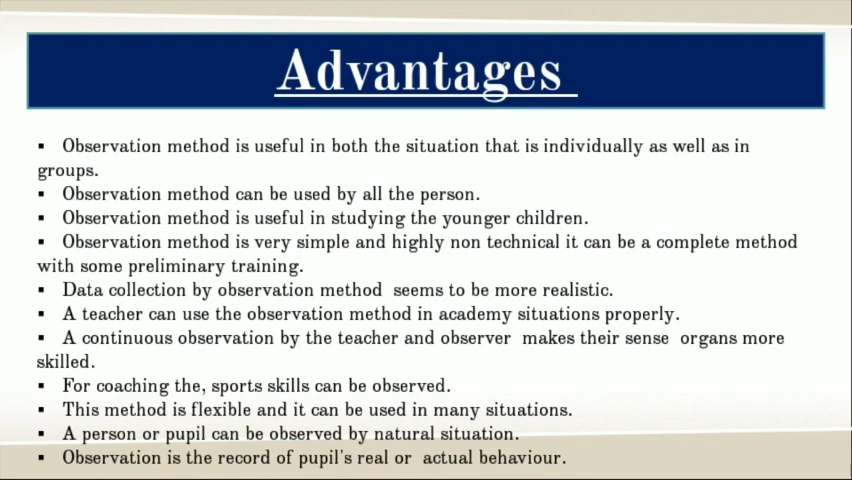 Advantages
▪ Observation method is useful in both the situation that is individually as well as in
groups.
▪ Observation method can be used by all the person.
▪ Observation method is useful in studying the younger children.
▪ Observation method is very simple and highly non technical it can be a complete method
with some preliminary training.
▪ Data collection by observation method seems to be more realistic.
▪ A teacher can use the observation method in academy situations properly.
▪ A continuous observation by the teacher and observer makes their sense organs more
skilled.
▪ For coaching the, sports skills can be observed.
▪ This method is flexible and it can be used in many situations.
▪ A person or pupil can be observed by natural situation.
▪ Observation is the record of pupil's real or actual behaviour.